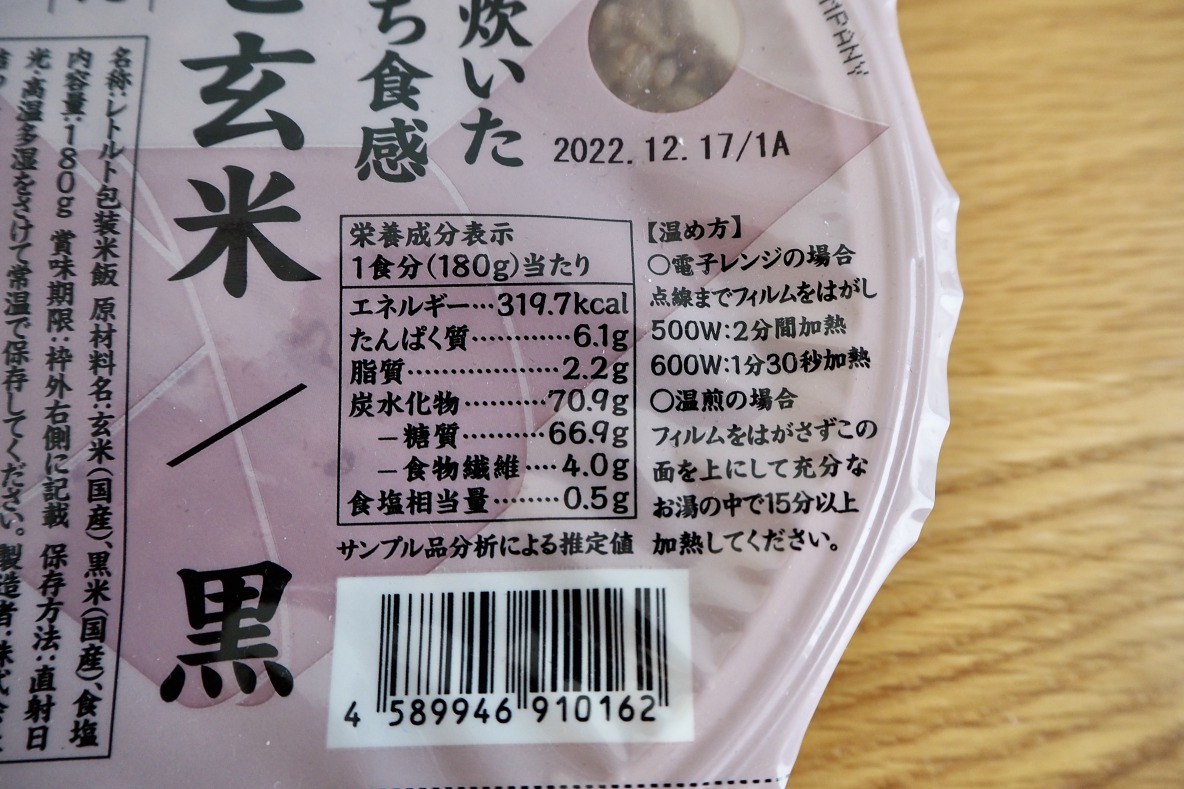 炊いた
ち食感
と玄米／黒
MPANY
2022.12.17/1A
名称:レトルト包装米飯 原材料名:玄米(国産)、黒米(国産)、食塩
内容量:180g 賞味期限:枠外右側に記載 保存方法:直射日
光・高温多湿をさけて常温で保存してください。製造者:株式会社
栄養成分表示
1食分(180g)当たり
エネルギー…319.7kcal
たんぱく質…………6.1g
脂質………………2.2g
炭水化物…………70.9g
－糖質…………66.9g
－食物繊維….4.0g
食塩相当量………0.5g
サンプル品分析による推定値
【温め方】
○電子レンジの場合
点線までフィルムをはがし
500W:2分間加熱
600W:1分30秒加熱
○温煎の場合
フィルムをはがさずこの
面を上にして充分な
お湯の中で15分以上
加熱してください。
4 589946 910162